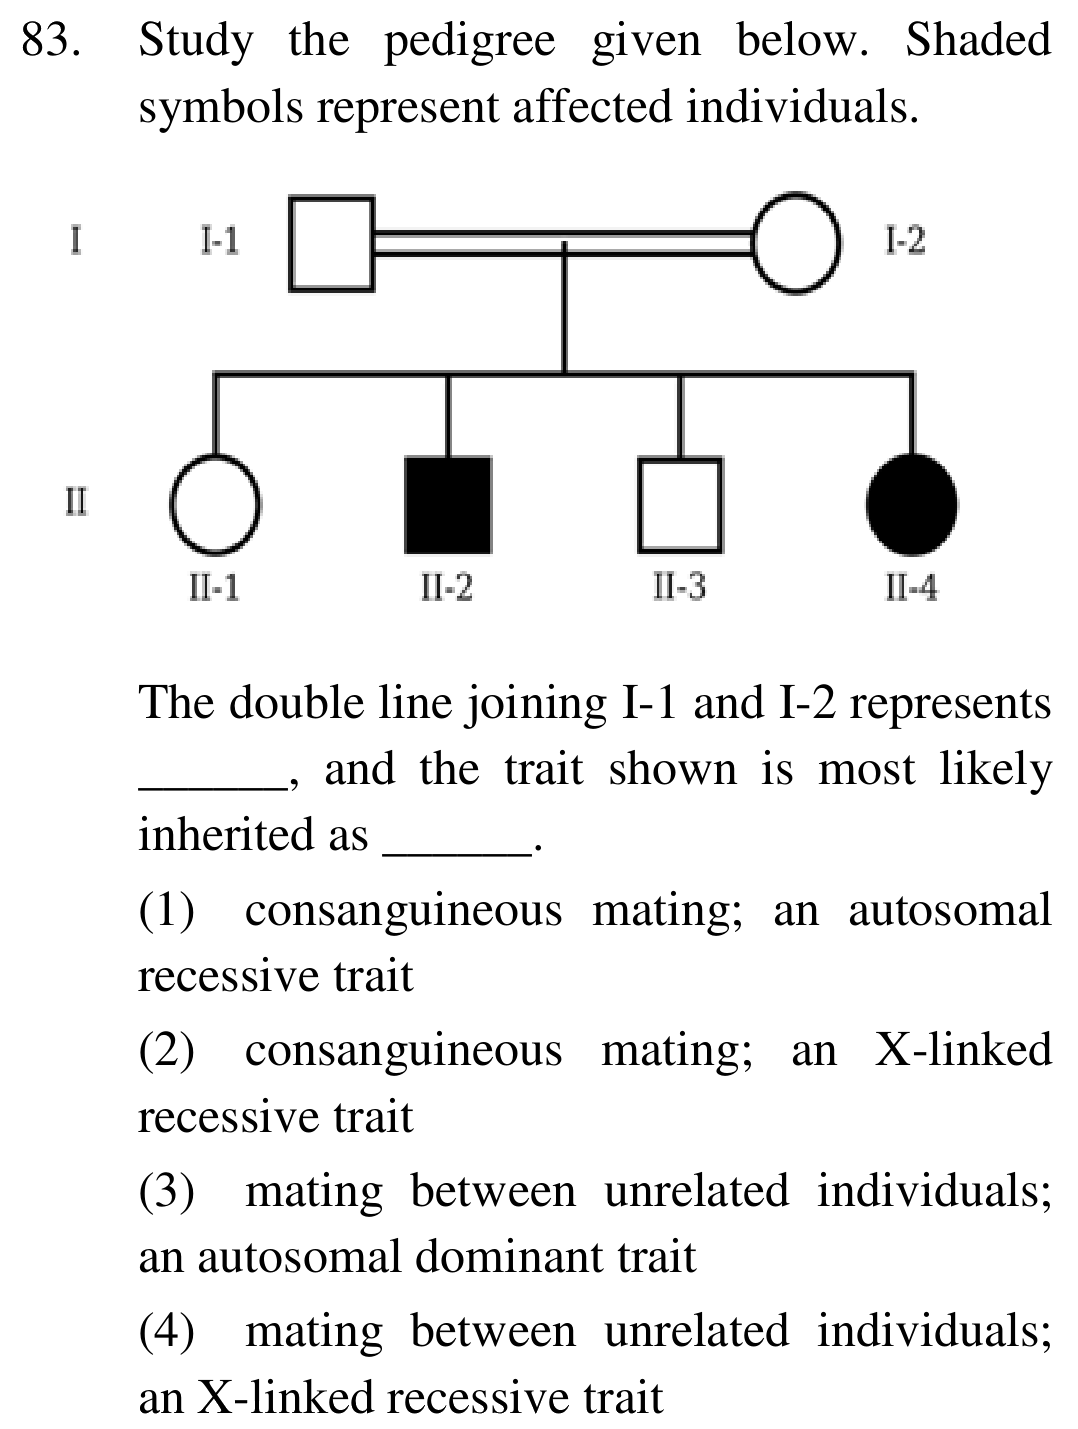 83. Study the pedigree given below. Shaded
symbols represent affected individuals.
I I-1 I-2
II
II-1 II-2 II-3 II-4
The double line joining I-1 and I-2 represents
______, and the trait shown is most likely
inherited as ______.
(1) consanguineous mating; an autosomal
recessive trait
(2) consanguineous mating; an X-linked
recessive trait
(3) mating between unrelated individuals;
an autosomal dominant trait
(4) mating between unrelated individuals;
an X-linked recessive trait